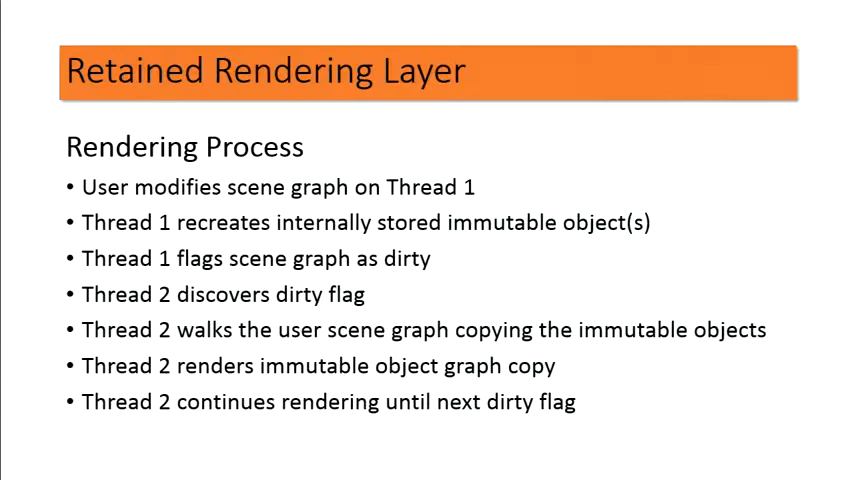 Retained Rendering Layer
Rendering Process
• User modifies scene graph on Thread 1
• Thread 1 recreates internally stored immutable object(s)
• Thread 1 flags scene graph as dirty
• Thread 2 discovers dirty flag
• Thread 2 walks the user scene graph copying the immutable objects
• Thread 2 renders immutable object graph copy
• Thread 2 continues rendering until next dirty flag